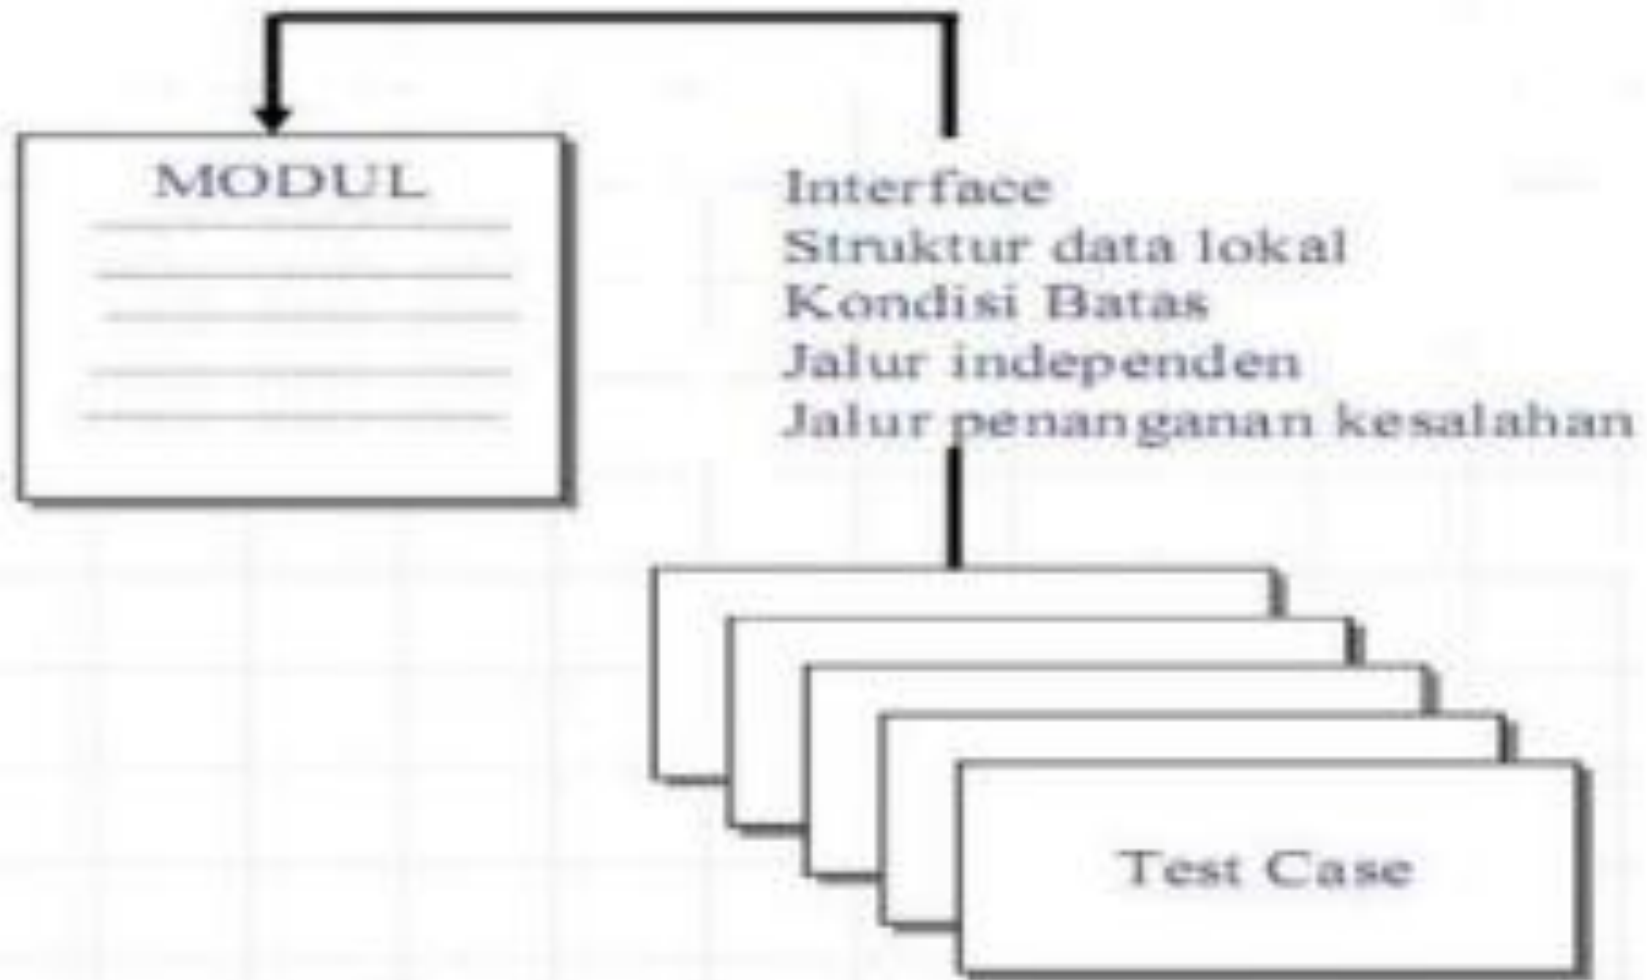 MODUL
Interface
Struktur data lokal
Kondisi Batas
Jalur independen
Jalur penanganan kesalahan
Test Case